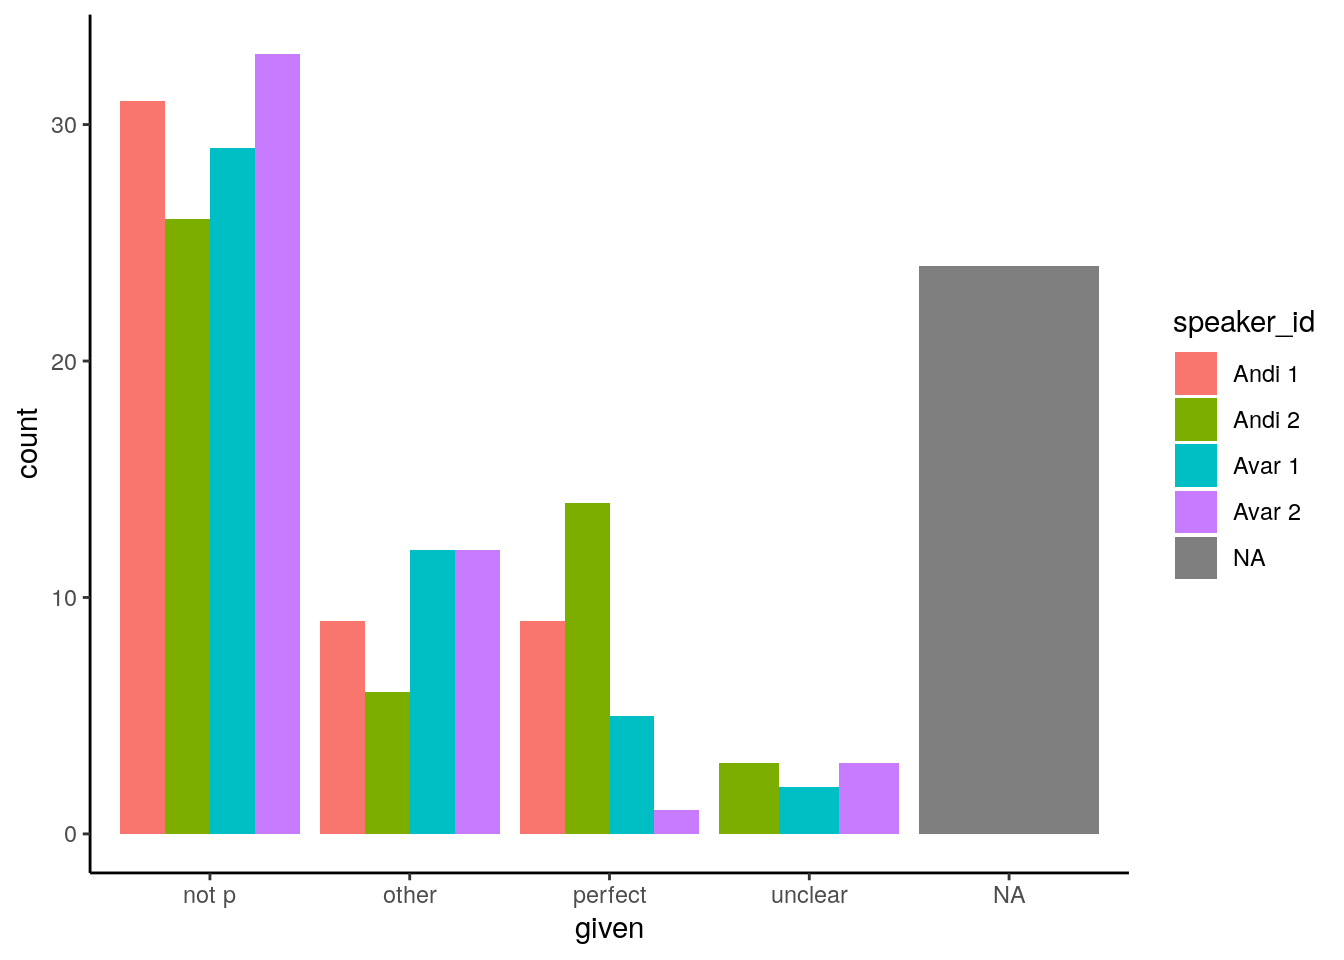 count
30
20
10
0
not p
other
perfect
unclear
NA
given
speaker_id
Andi 1
Andi 2
Avar 1
Avar 2
NA